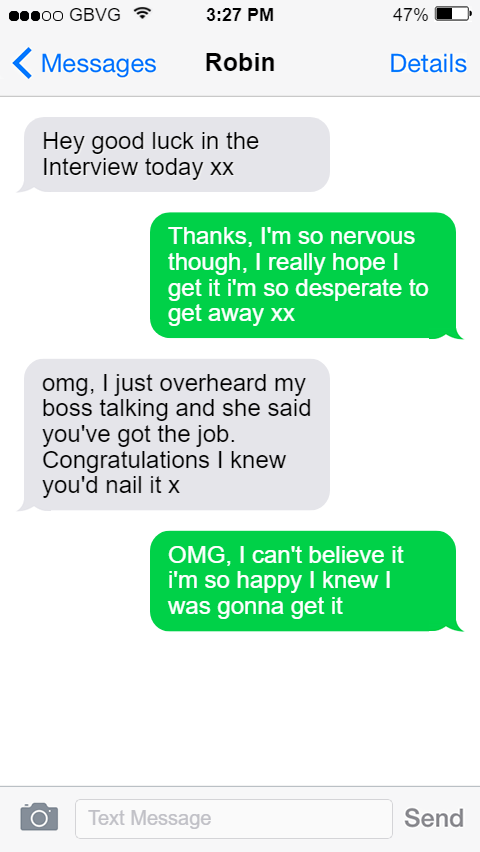 GBVG 3:27 PM 47%
Messages Robin Details
Hey good luck in the
Interview today xx
Thanks, I'm so nervous
though, I really hope I
get it i'm so desperate to
get away xx
omg, I just overheard my
boss talking and she said
you've got the job.
Congratulations I knew
you'd nail it x
OMG, I can't believe it
i'm so happy I knew I
was gonna get it
Text Message Send